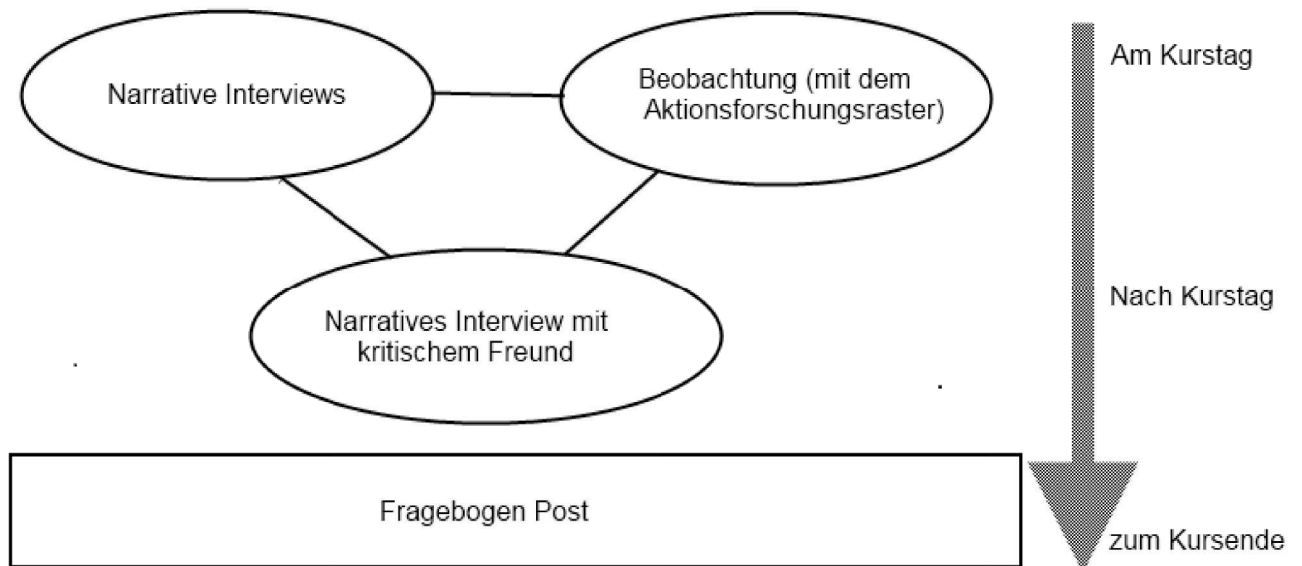 Narrative Interviews
Beobachtung (mit dem
Aktionsforschungsraster)
Am Kurstag
Narratives Interview mit
kritischem Freund
Nach Kurstag
Fragebogen Post
zum Kursende